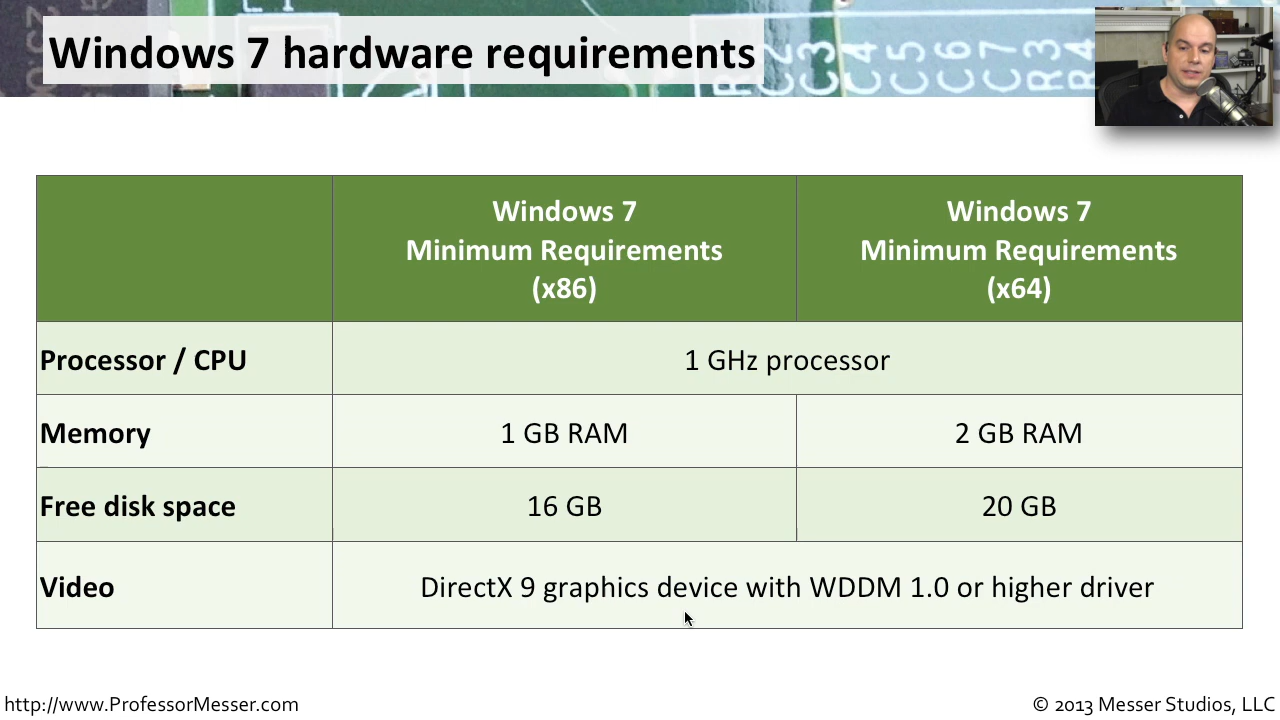 Windows 7 hardware requirements
Windows 7
Minimum Requirements
(x86)
Windows 7
Minimum Requirements
(x64)
Processor / CPU
1 GHz processor
Memory
1 GB RAM
2 GB RAM
Free disk space
16 GB
20 GB
Video
DirectX 9 graphics device with WDDM 1.0 or higher driver
http://www.ProfessorMesser.com
© 2013 Messer Studios, LLC